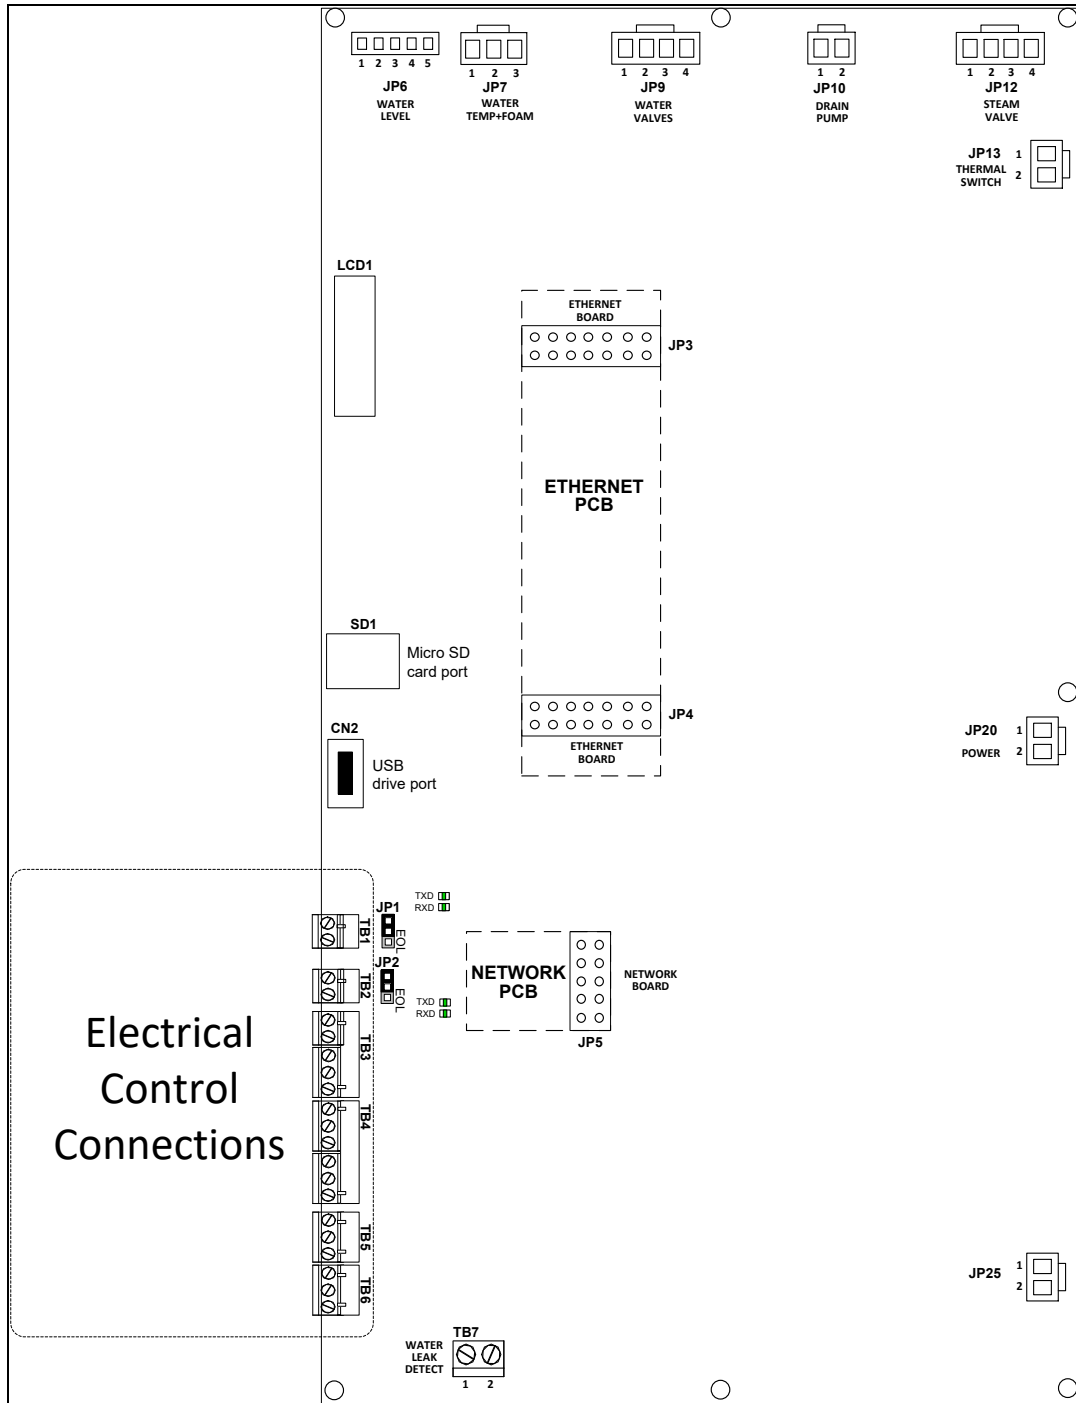 1 2 3 4 5
JP6
WATER
LEVEL
1 2 3
JP7
WATER
TEMP+FOAM
1 2 3 4
JP9
WATER
VALVES
1 2
JP10
DRAIN
PUMP
1 2 3 4
JP12
STEAM
VALVE
JP13
THERMAL
SWITCH
1
2
LCD1
ETHERNET
BOARD
JP3
ETHERNET
PCB
SD1
Micro SD
card port
JP4
ETHERNET
BOARD
CN2
USB
drive port
JP20
POWER
1
2
TXD
RXD
JP1
EOL
TB1
JP2
EOL
TB2
TXD
RXD
NETWORK
PCB
NETWORK
BOARD
JP5
TB3
Electrical
Control
Connections
TB4
TB5
TB6
JP25
1
2
TB7
WATER
LEAK
DETECT
1 2